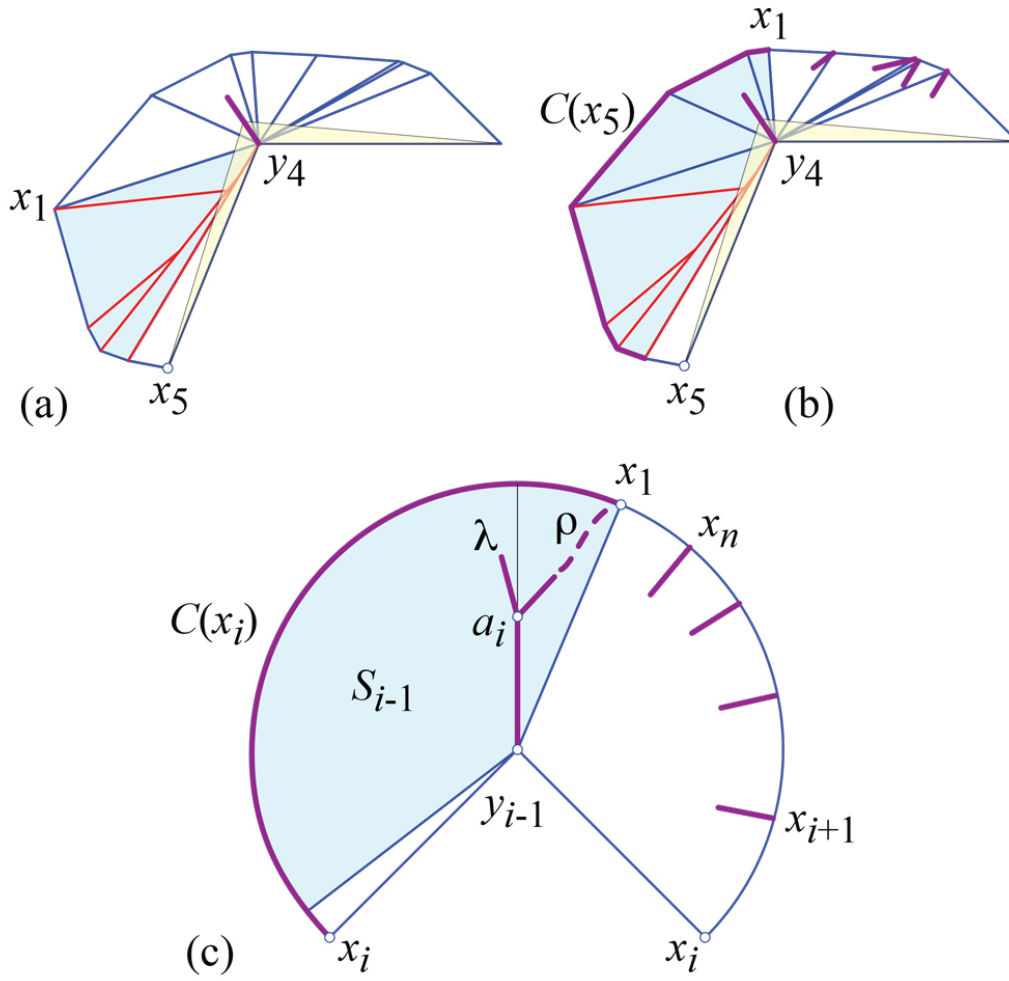 x1
C(x5)
y4
y4
x1
x5
x5
(a)
(b)
x1
xn
λ
ρ
C(xi)
ai
Si-1
yi-1
xi+1
xi
xi
(c)